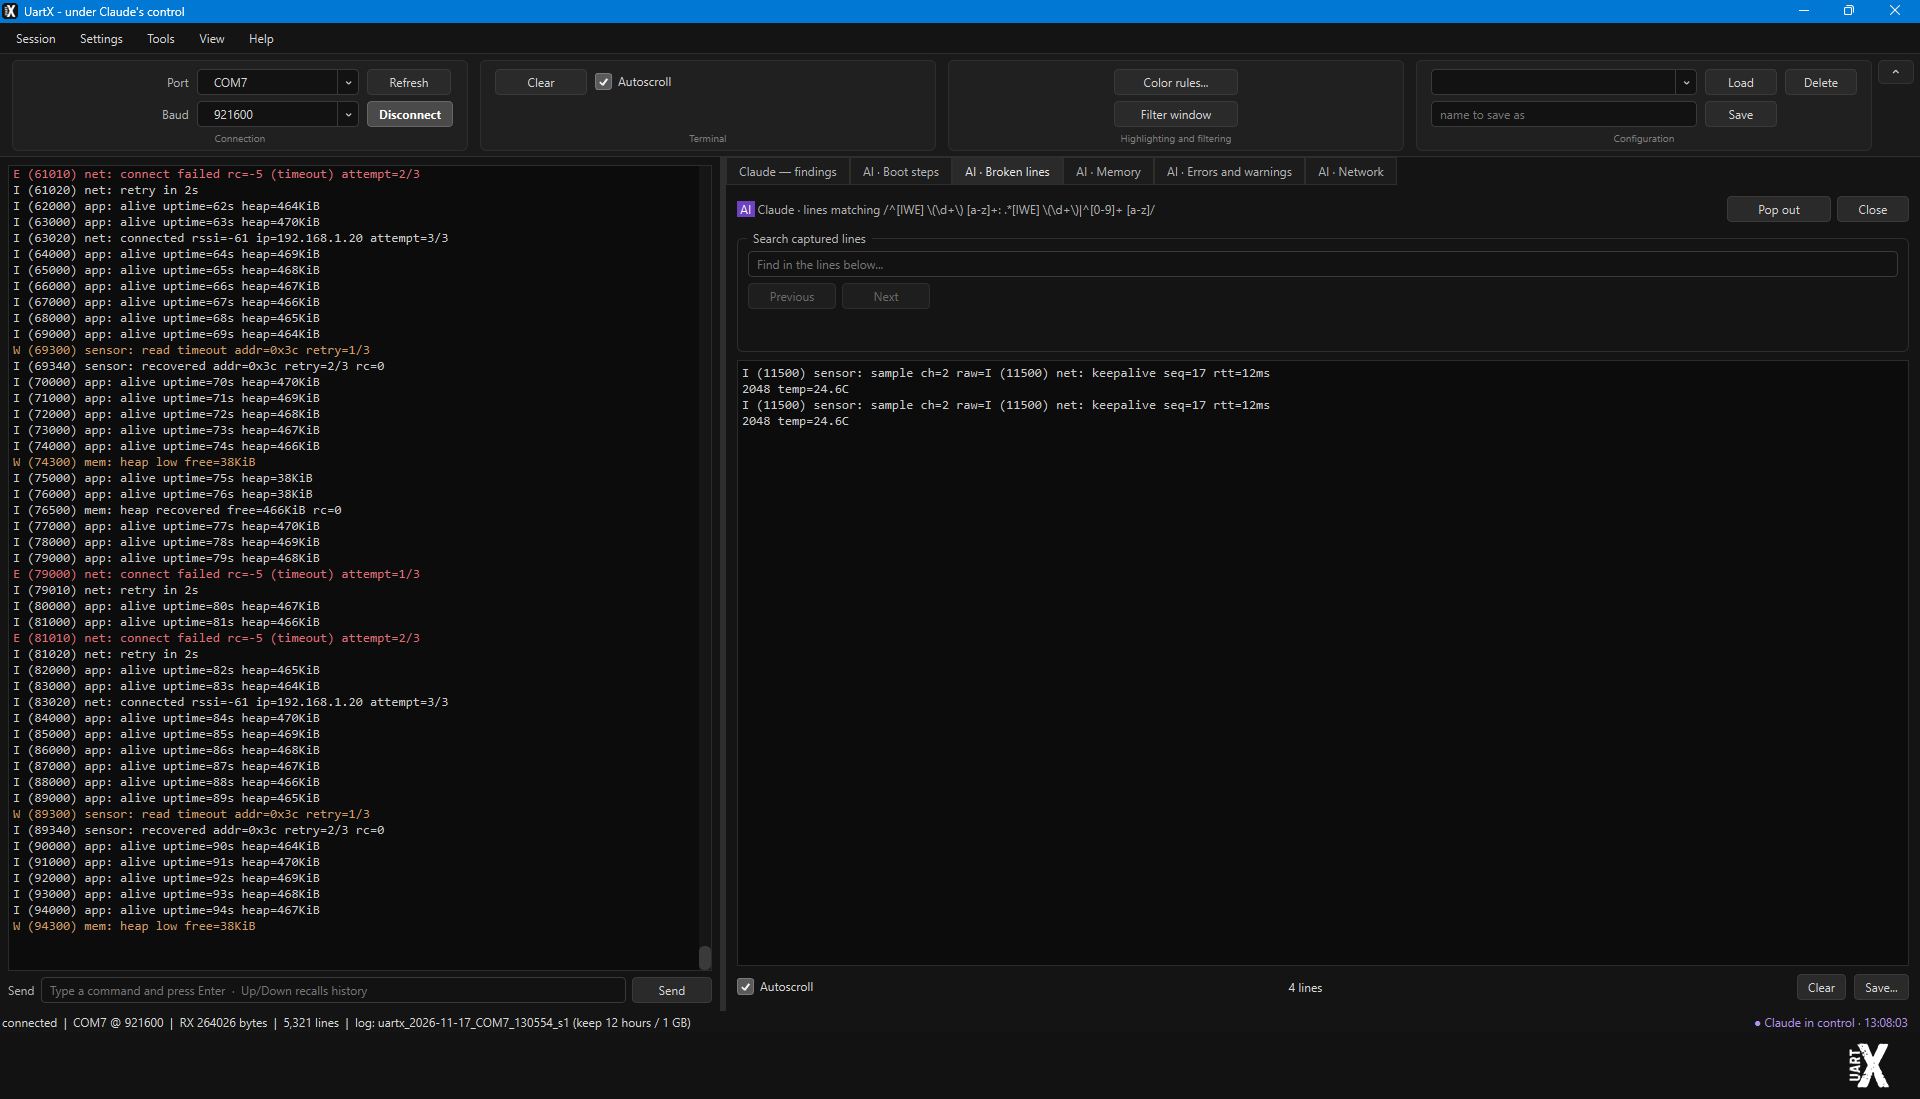 UartX - under Claude's control
Session Settings Tools View Help
Port COM7 Refresh
Baud 921600 Disconnect
Connection
Clear Autoscroll
Terminal
Color rules...
Filter window
Highlighting and filtering
Load Delete
name to save as Save
Configuration
E (61010) net: connect failed rc=-5 (timeout) attempt=2/3
I (61020) net: retry in 2s
I (62000) app: alive uptime=62s heap=464KiB
I (63000) app: alive uptime=63s heap=470KiB
I (63020) net: connected rssi=-61 ip=192.168.1.20 attempt=3/3
I (64000) app: alive uptime=64s heap=469KiB
I (65000) app: alive uptime=65s heap=468KiB
I (66000) app: alive uptime=66s heap=467KiB
I (67000) app: alive uptime=67s heap=466KiB
I (68000) app: alive uptime=68s heap=465KiB
I (69000) app: alive uptime=69s heap=464KiB
W (69300) sensor: read timeout addr=0x3c retry=1/3
I (69340) sensor: recovered addr=0x3c retry=2/3 rc=0
I (70000) app: alive uptime=70s heap=470KiB
I (71000) app: alive uptime=71s heap=469KiB
I (72000) app: alive uptime=72s heap=468KiB
I (73000) app: alive uptime=73s heap=467KiB
I (74000) app: alive uptime=74s heap=466KiB
W (74300) mem: heap low free=38KiB
I (75000) app: alive uptime=75s heap=38KiB
I (76000) app: alive uptime=76s heap=38KiB
I (76500) mem: heap recovered free=466KiB rc=0
I (77000) app: alive uptime=77s heap=470KiB
I (78000) app: alive uptime=78s heap=469KiB
I (79000) app: alive uptime=79s heap=468KiB
E (79000) net: connect failed rc=-5 (timeout) attempt=1/3
I (79010) net: retry in 2s
I (80000) app: alive uptime=80s heap=467KiB
I (81000) app: alive uptime=81s heap=466KiB
E (81010) net: connect failed rc=-5 (timeout) attempt=2/3
I (81020) net: retry in 2s
I (82000) app: alive uptime=82s heap=465KiB
I (83000) app: alive uptime=83s heap=464KiB
I (83020) net: connected rssi=-61 ip=192.168.1.20 attempt=3/3
I (84000) app: alive uptime=84s heap=470KiB
I (85000) app: alive uptime=85s heap=469KiB
I (86000) app: alive uptime=86s heap=468KiB
I (87000) app: alive uptime=87s heap=467KiB
I (88000) app: alive uptime=88s heap=466KiB
I (89000) app: alive uptime=89s heap=465KiB
W (89300) sensor: read timeout addr=0x3c retry=1/3
I (89340) sensor: recovered addr=0x3c retry=2/3 rc=0
I (90000) app: alive uptime=90s heap=464KiB
I (91000) app: alive uptime=91s heap=470KiB
I (92000) app: alive uptime=92s heap=469KiB
I (93000) app: alive uptime=93s heap=468KiB
I (94000) app: alive uptime=94s heap=467KiB
W (94300) mem: heap low free=38KiB
Send Type a command and press Enter · Up/Down recalls history Send
Claude — findings AI · Boot steps AI · Broken lines AI · Memory AI · Errors and warnings AI · Network
AI Claude · lines matching /^[IWE] \(\d+\) [a-z]+: .*[IWE] \(\d+\)|^[0-9]+ [a-z]/ Pop out Close
Search captured lines
Find in the lines below...
Previous Next
I (11500) sensor: sample ch=2 raw=I (11500) net: keepalive seq=17 rtt=12ms
2048 temp=24.6C
I (11500) sensor: sample ch=2 raw=I (11500) net: keepalive seq=17 rtt=12ms
2048 temp=24.6C
Autoscroll 4 lines Clear Save...
connected | COM7 @ 921600 | RX 264026 bytes | 5,321 lines | log: uartx_2026-11-17_COM7_130554_s1 (keep 12 hours / 1 GB)
● Claude in control · 13:08:03
UART X